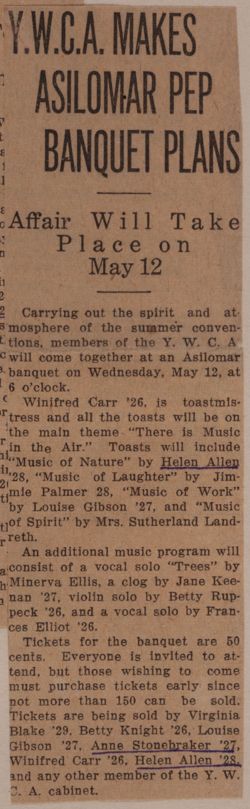 Y.W.C.A. MAKES
ASILOMAR PEP
BANQUET PLANS
Affair Will Take
Place on
May 12
Carrying out the spirit and at-
mosphere of the summer conven-
tions, members of the Y. W. C. A
will come together at an Asilomar
banquet on Wednesday, May 12, at
6 o'clock.
Winifred Carr '26, is toastmis-
tress and all the toasts will be on
the main theme "There is Music
in the Air." Toasts will include
"Music of Nature" by Helen Allen
'28, "Music of Laughter" by Jim-
mie Palmer 28, "Music of Work"
by Louise Gibson '27, and "Music
of Spirit" by Mrs. Sutherland Land-
reth.
An additional music program will
consist of a vocal solo "Trees" by
Minerva Ellis, a clog by Jane Kee-
nan '27, violin solo by Betty Rup-
peck '26, and a vocal solo by Fran-
ces Elliot '26.
Tickets for the banquet are 50
cents. Everyone is invited to at-
tend, but those wishing to come
must purchase tickets early since
not more than 150 can be sold.
Tickets are being sold by Virginia
Blake '29, Betty Knight '26, Louise
Gibson '27, Anne Stonebraker '27,
Winifred Carr '26, Helen Allen '28,
and any other member of the Y. W.
C. A. cabinet.